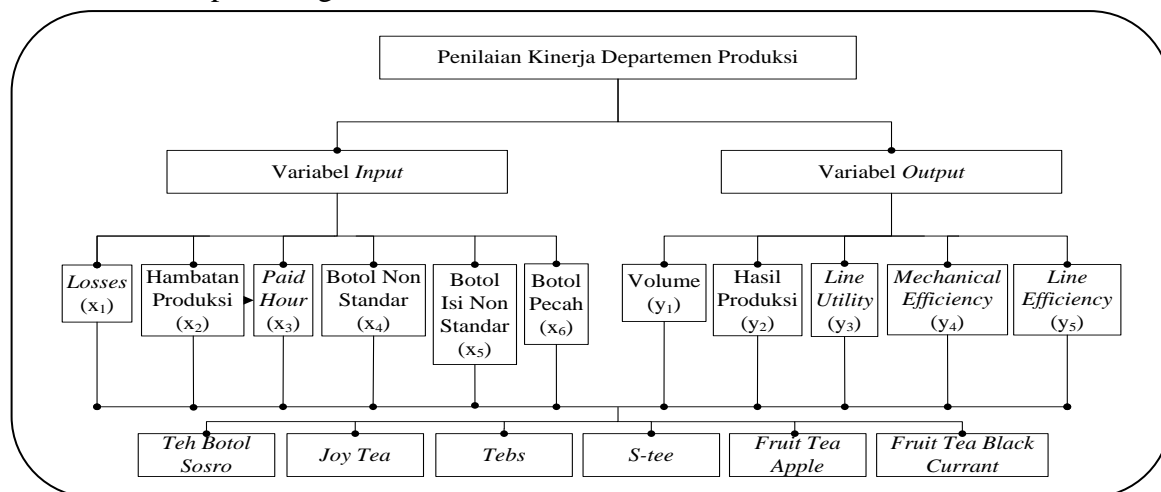 Penilaian Kinerja Departemen Produksi
Variabel Input
Variabel Output
Losses
(x₁)
Hambatan
Produksi
(x₂)
Paid
Hour
(x₃)
Botol Non
Standar
(x₄)
Botol
Isi Non
Standar
(x₅)
Botol
Pecah
(x₆)
Volume
(y₁)
Hasil
Produksi
(y₂)
Line
Utility
(y₃)
Mechanical
Efficiency
(y₄)
Line
Efficiency
(y₅)
Teh Botol
Sosro
Joy Tea
Tebs
S-tee
Fruit Tea
Apple
Fruit Tea Black
Currant